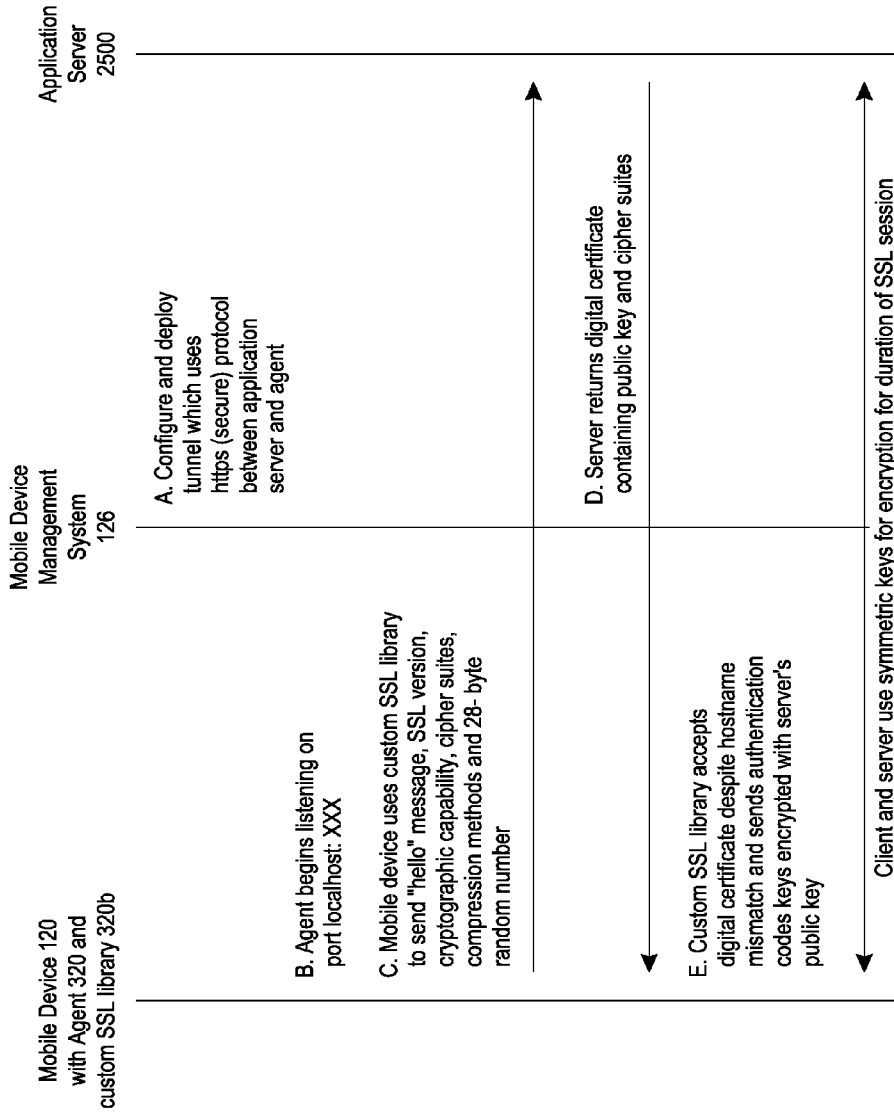 Mobile Device 120
with Agent 320 and
custom SSL library 320b
Mobile Device
Management
System
126
Application
Server
2500
A. Configure and deploy
tunnel which uses
https (secure) protocol
between application
server and agent
B. Agent begins listening on
port localhost: XXX
C. Mobile device uses custom SSL library
to send "hello" message, SSL version,
cryptographic capability, cipher suites,
compression methods and 28- byte
random number
D. Server returns digital certificate
containing public key and cipher suites
E. Custom SSL library accepts
digital certificate despite hostname
mismatch and sends authentication
codes keys encrypted with server's
public key
Client and server use symmetric keys for encryption for duration of SSL session